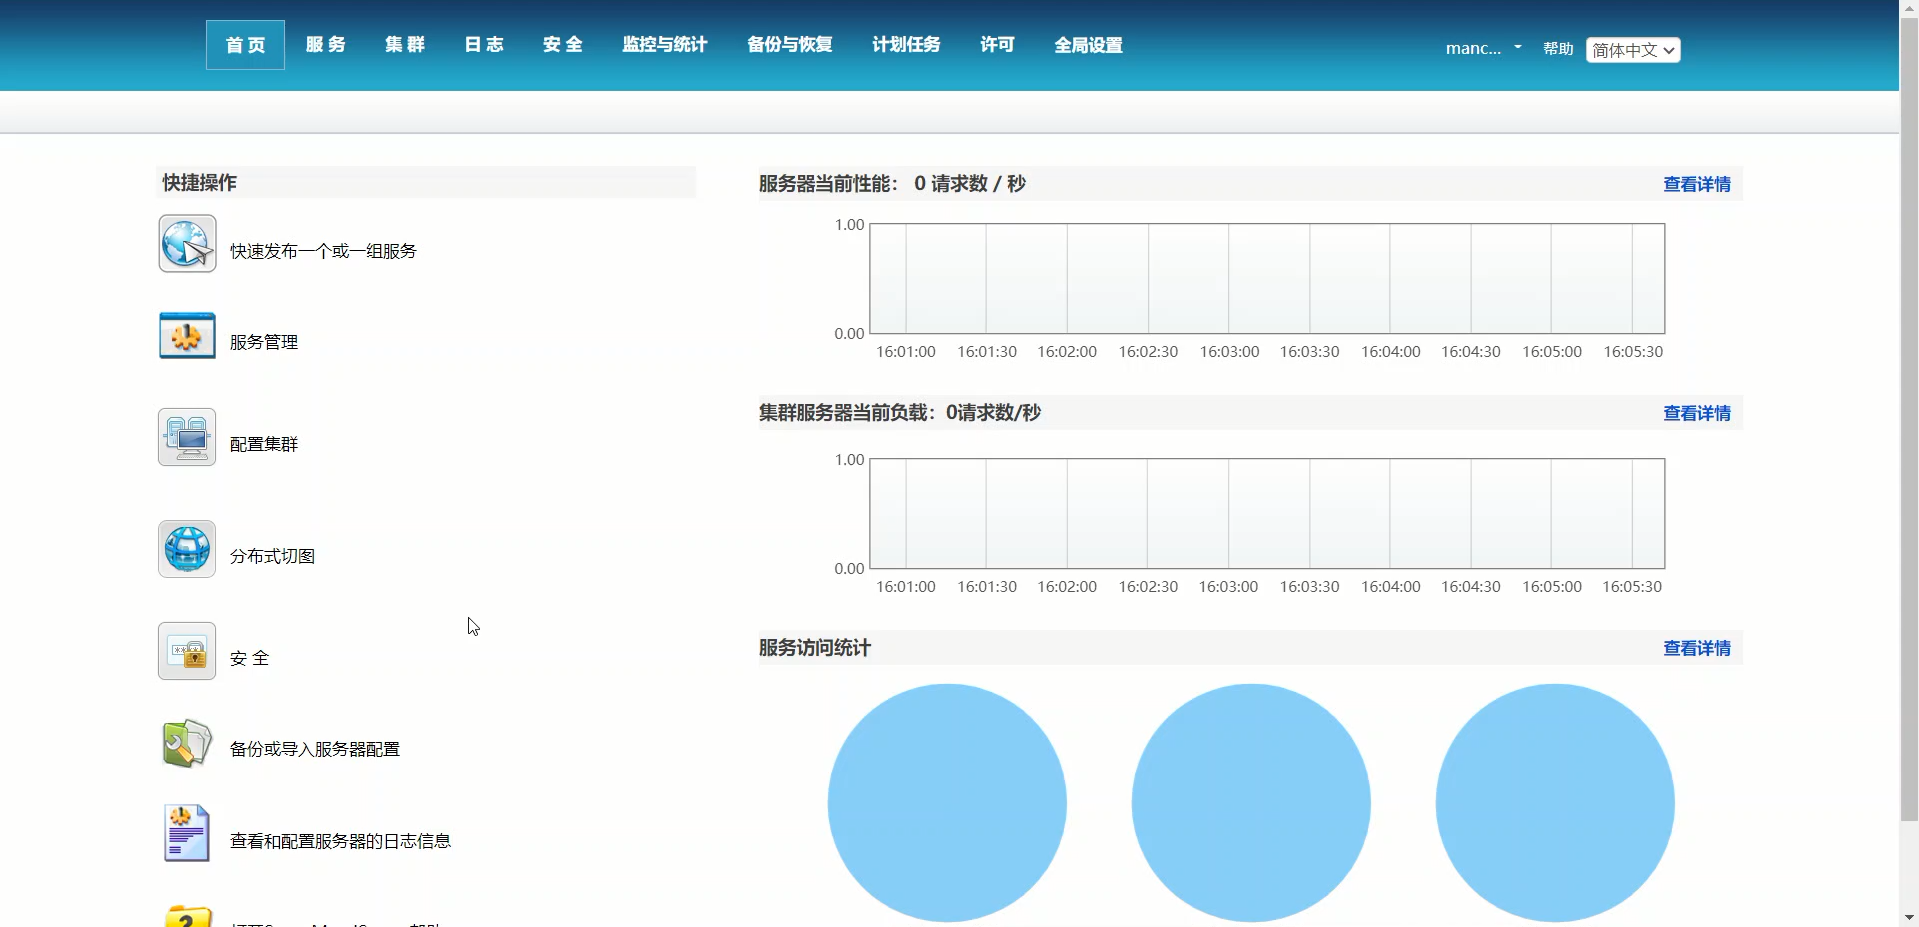 首 页 服 务 集 群 日 志 安 全 监控与统计 备份与恢复 计划任务 许可 全局设置 manc... 帮助 简体中文
快捷操作
快速发布一个或一组服务
服务管理
配置集群
分布式切图
安 全
备份或导入服务器配置
查看和配置服务器的日志信息
服务器当前性能： 0 请求数 / 秒 查看详情
1.00
0.00
16:01:00 16:01:30 16:02:00 16:02:30 16:03:00 16:03:30 16:04:00 16:04:30 16:05:00 16:05:30
集群服务器当前负载：0请求数/秒 查看详情
1.00
0.00
16:01:00 16:01:30 16:02:00 16:02:30 16:03:00 16:03:30 16:04:00 16:04:30 16:05:00 16:05:30
服务访问统计 查看详情